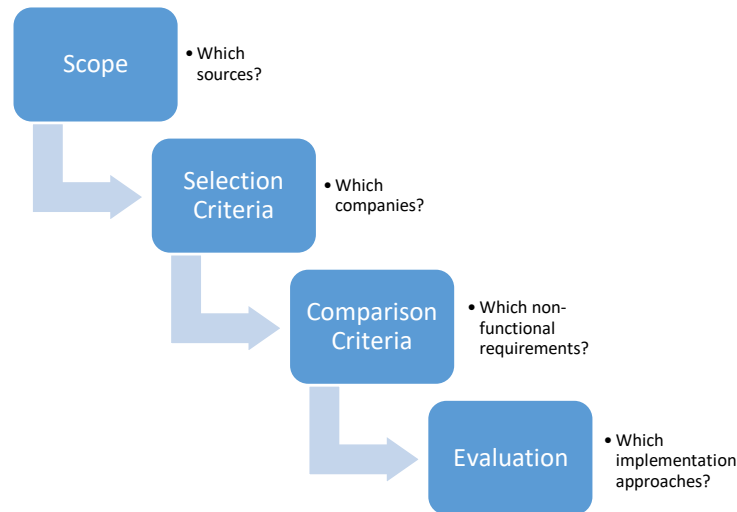 Scope
• Which
sources?
Selection
Criteria
• Which
companies?
Comparison
Criteria
• Which non-
functional
requirements?
Evaluation
• Which
implementation
approaches?